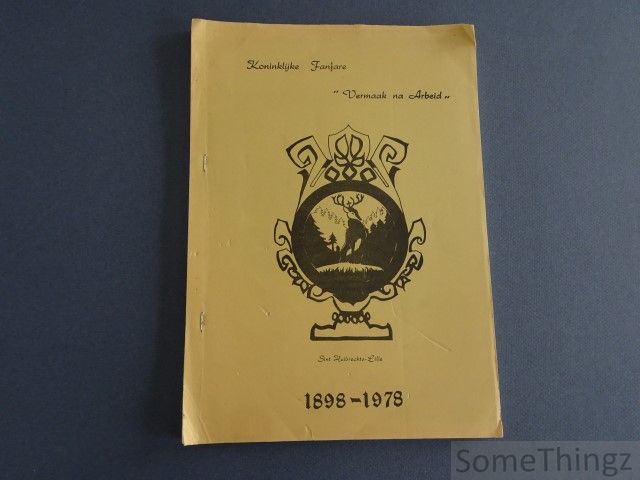 Koninklijke Fanfare
" Vermaak na Arbeid "
Sint Huibrechts-Lille
1898-1978
SomeThingz